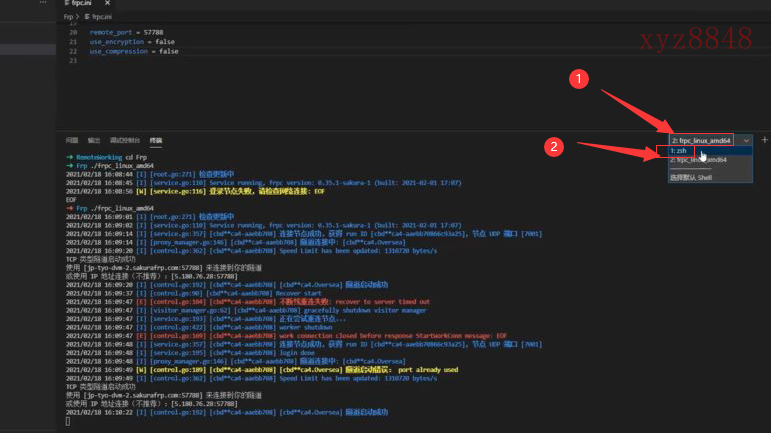 frpc.ini
Frp > frpc.ini
20 remote_port = 57788
21 use_encryption = false
22 use_compression = false
23
xyz8848
1
2
问题 输出 调试控制台 终端
2: frpc_linux_amd64
1: zsh
2: frpc_linux_amd64
选择默认 Shell
→ RemoteWorking cd Frp
→ Frp ./frpc_linux_amd64
2021/02/18 16:08:44 [I] [root.go:271] 检查更新中
2021/02/18 16:08:45 [I] [service.go:110] Service running, frpc version: 0.35.1-sakura-1 (built: 2021-02-01 17:07)
2021/02/18 16:08:56 [W] [service.go:116] 登录节点失败, 请检查网络连接: EOF
EOF
→ Frp ./frpc_linux_amd64
2021/02/18 16:09:01 [I] [root.go:271] 检查更新中
2021/02/18 16:09:02 [I] [service.go:110] Service running, frpc version: 0.35.1-sakura-1 (built: 2021-02-01 17:07)
2021/02/18 16:09:14 [I] [service.go:357] [cbd**ca4-aaebb708] 连接节点成功, 获得 run ID [cbd**ca4-aaebb70866c93a25], 节点 UDP 端口 [7001]
2021/02/18 16:09:14 [I] [proxy_manager.go:146] [cbd**ca4-aaebb708] 隧道连接中: [cbd**ca4.Oversea]
2021/02/18 16:09:20 [I] [control.go:362] [cbd**ca4-aaebb708] Speed Limit has been updated: 1310720 bytes/s
TCP 类型隧道启动成功
使用 [jp-tyo-dvm-2.sakurafrp.com:57788] 来连接到你的隧道
或使用 IP 地址连接（不推荐）: [5.180.76.28:57788]
2021/02/18 16:09:20 [I] [control.go:192] [cbd**ca4-aaebb708] [cbd**ca4.Oversea] 隧道启动成功
2021/02/18 16:09:37 [I] [control.go:90] [cbd**ca4-aaebb708] Recover start
2021/02/18 16:09:47 [E] [control.go:104] [cbd**ca4-aaebb708] 不断线重连失败: recover to server timed out
2021/02/18 16:09:47 [I] [visitor_manager.go:62] [cbd**ca4-aaebb708] gracefully shutdown visitor manager
2021/02/18 16:09:47 [I] [service.go:193] [cbd**ca4-aaebb708] 正在尝试重连节点...
2021/02/18 16:09:47 [I] [control.go:422] [cbd**ca4-aaebb708] worker shutdown
2021/02/18 16:09:47 [E] [control.go:169] [cbd**ca4-aaebb708] work connection closed before response StartWorkConn message: EOF
2021/02/18 16:09:48 [I] [service.go:357] [cbd**ca4-aaebb708] 连接节点成功, 获得 run ID [cbd**ca4-aaebb70866c93a25], 节点 UDP 端口 [7001]
2021/02/18 16:09:48 [I] [service.go:195] [cbd**ca4-aaebb708] login done
2021/02/18 16:09:48 [I] [proxy_manager.go:146] [cbd**ca4-aaebb708] 隧道连接中: [cbd**ca4.Oversea]
2021/02/18 16:09:49 [W] [control.go:189] [cbd**ca4-aaebb708] [cbd**ca4.Oversea] 隧道启动错误: port already used
2021/02/18 16:09:49 [I] [control.go:362] [cbd**ca4-aaebb708] Speed Limit has been updated: 1310720 bytes/s
TCP 类型隧道启动成功
使用 [jp-tyo-dvm-2.sakurafrp.com:57788] 来连接到你的隧道
或使用 IP 地址连接（不推荐）: [5.180.76.28:57788]
2021/02/18 16:10:22 [I] [control.go:192] [cbd**ca4-aaebb708] [cbd**ca4.Oversea] 隧道启动成功